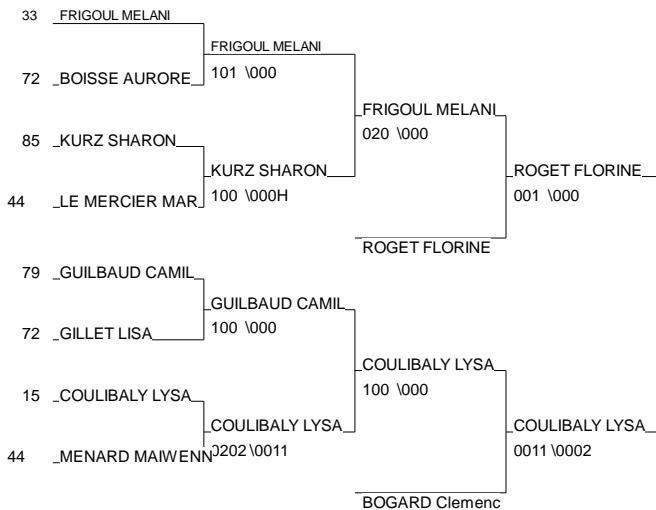 33 FRIGOUL MELANI
FRIGOUL MELANI
72 BOISSE AURORE
101 \000
FRIGOUL MELANI
020 \000
85 KURZ SHARON
KURZ SHARON
ROGET FLORINE
44 LE MERCIER MAR
100 \000H
001 \000
ROGET FLORINE
79 GUILBAUD CAMIL
GUILBAUD CAMIL
72 GILLET LISA
100 \000
COULIBALY LYSA
100 \000
15 COULIBALY LYSA
COULIBALY LYSA
COULIBALY LYSA
44 MENARD MAIWENN
0202 \0011
0011 \0002
BOGARD Clemenc